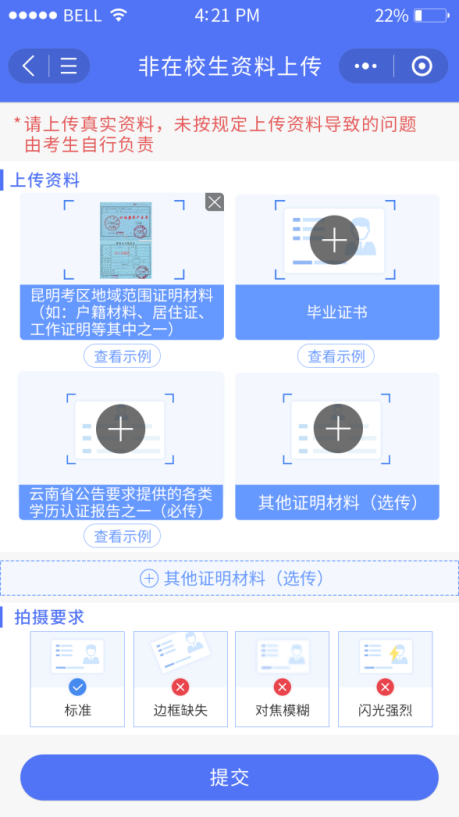 BELL
4:21 PM
22%
非在校生资料上传
*请上传真实资料，未按规定上传资料导致的问题
由考生自行负责
上传资料
昆明考区地域范围证明材料
（如：户籍材料、居住证、
工作证明等其中之一）
毕业证书
查看示例
查看示例
云南省公告要求提供的各类
学历认证报告之一（必传）
其他证明材料（选传）
查看示例
其他证明材料（选传）
拍摄要求
标准
边框缺失
对焦模糊
闪光强烈
提交